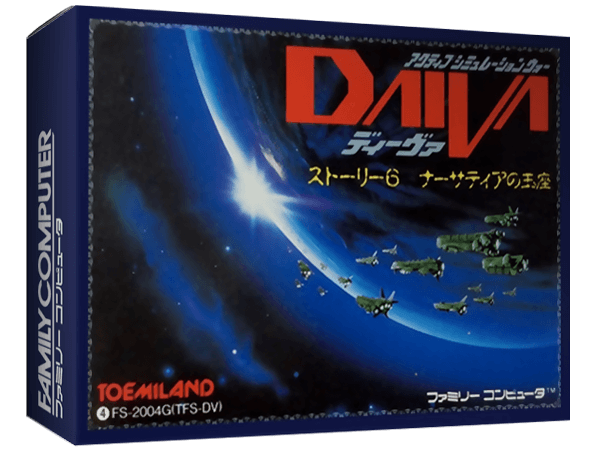 アクティブシミュレーションウォー
DAIVA
ディーヴァ
ストーリー6 ナーサティアの玉座
TOEMILAND
4 FS-2004G(TFS-DV)
ファミリー コンピュータ™
FAMILY COMPUTER
ファミリー コンピュータ